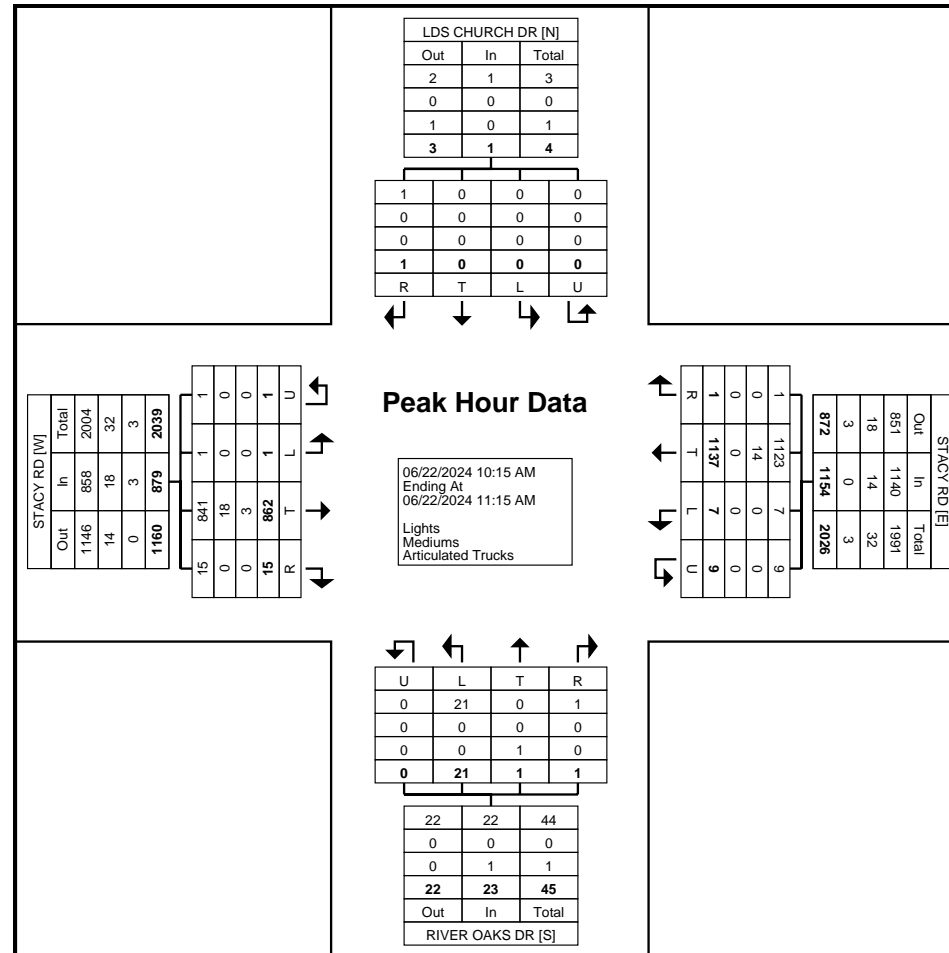 LDS CHURCH DR [N]
Out In Total
2 1 3
0 0 0
1 0 1
3 1 4
1 0 0 0
0 0 0 0
0 0 0 0
1 0 0 0
R T L U
STACY RD [W]
Total In Out
2004 858 1146
32 18 14
3 3 0
2039 879 1160
1 1 841 15
0 0 18 0
0 0 3 0
1 1 862 15
U L T R
Peak Hour Data
06/22/2024 10:15 AM
Ending At
06/22/2024 11:15 AM
Lights
Mediums
Articulated Trucks
R T L U
1 1137 7 9
0 0 0 0
0 14 0 0
1 1123 7 9
STACY RD [E]
Out In Total
851 1140 1991
18 14 32
3 0 3
872 1154 2026
U L T R
0 21 0 1
0 0 0 0
0 0 1 0
0 21 1 1
22 22 44
0 0 0
0 1 1
22 23 45
Out In Total
RIVER OAKS DR [S]